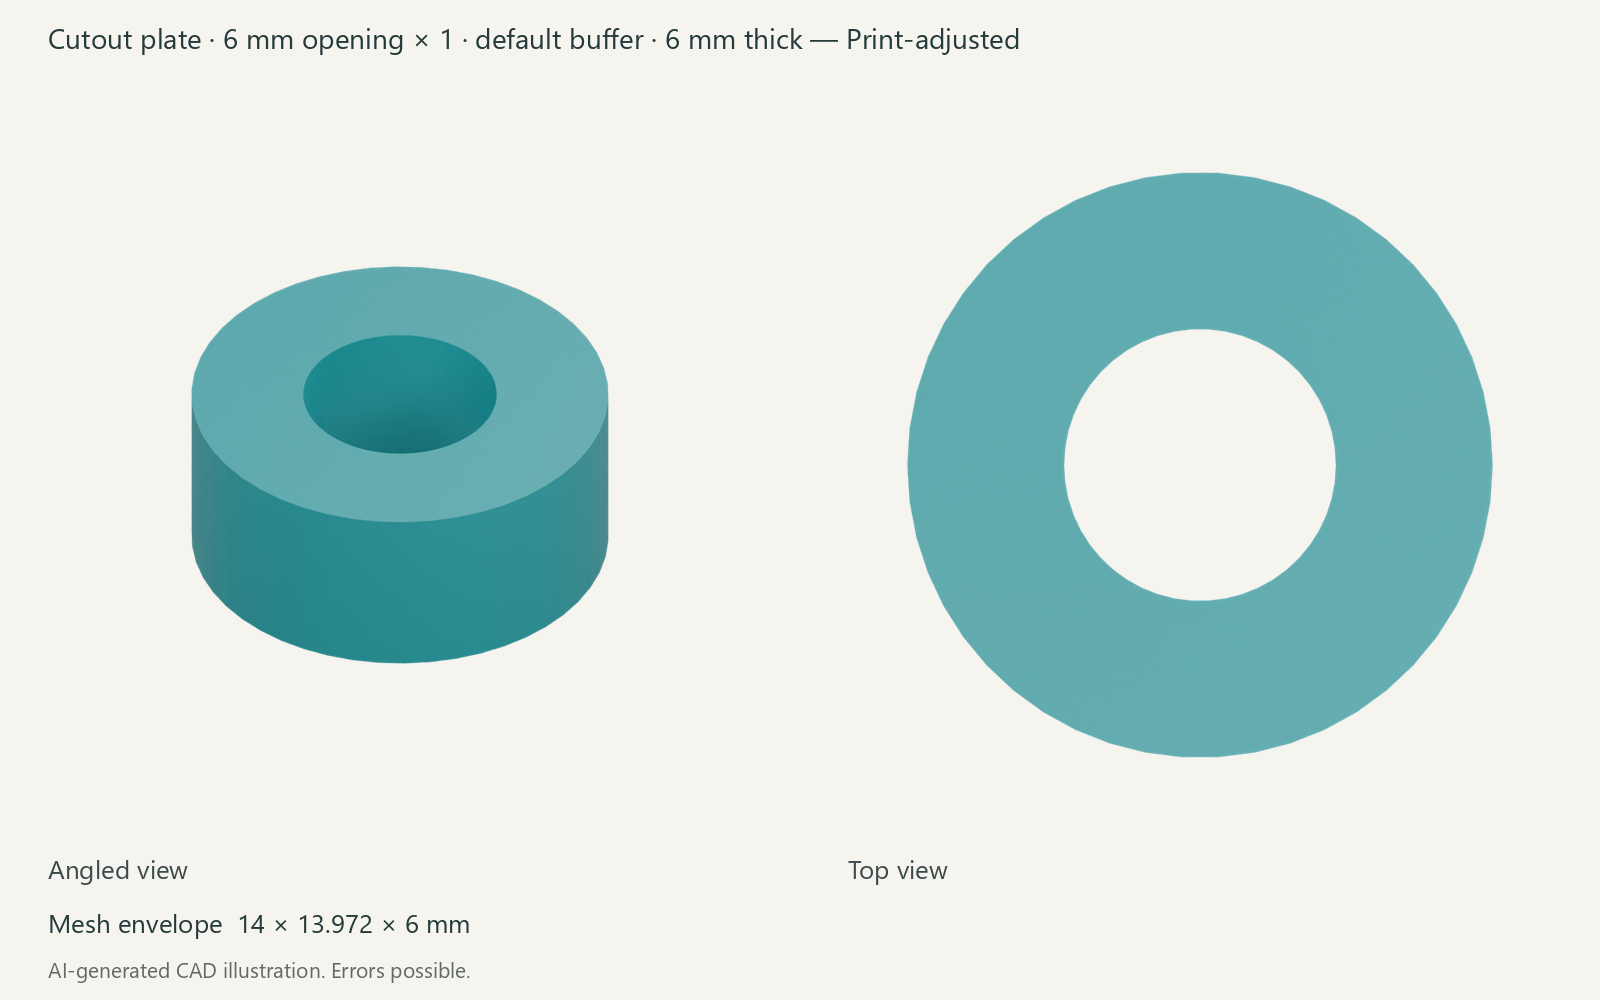 Cutout plate · 6 mm opening × 1 · default buffer · 6 mm thick — Print-adjusted
Angled view
Top view
Mesh envelope  14 × 13.972 × 6 mm
AI-generated CAD illustration. Errors possible.